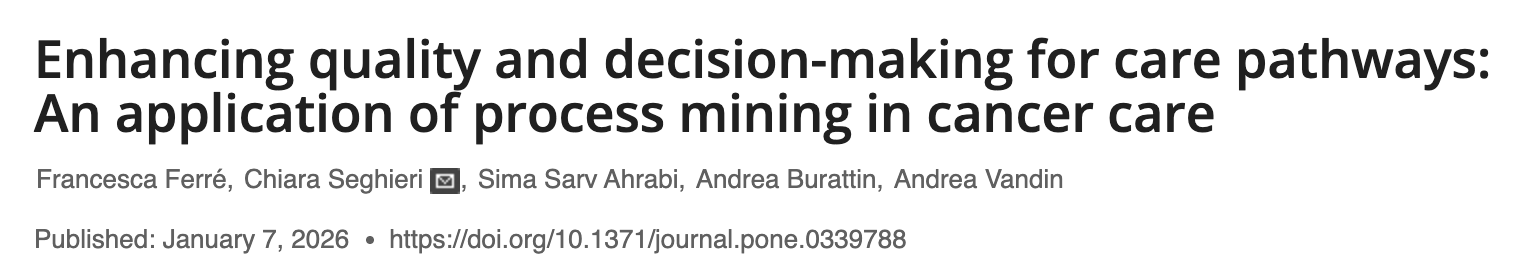 Enhancing quality and decision-making for care pathways:
An application of process mining in cancer care
Francesca Ferré, Chiara Seghieri, Sima Sarv Ahrabi, Andrea Burattin, Andrea Vandin
Published: January 7, 2026 • https://doi.org/10.1371/journal.pone.0339788